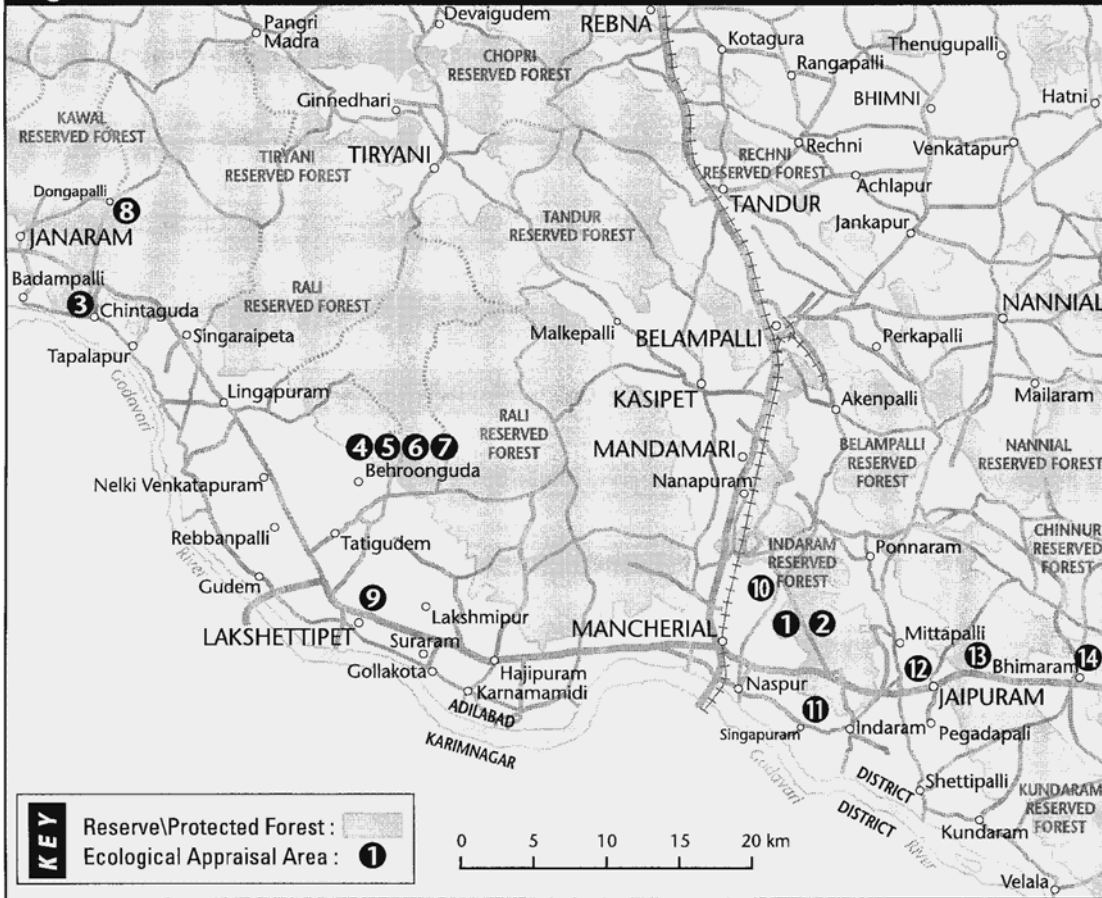 Pangri
Madra
Devaigudem
REBNA
Kotagura
Thenugupalli
CHOPRI
RESERVED FOREST
Rangapalli
Ginnedhari
BHIMNI
Hatni
KAWAL
RESERVED FOREST
TIRYANI
RESERVED FOREST
TIRYANI
RECHNI
RESERVED FOREST
Rechni
Venkatapur
Dongapalli
8
TANDUR
Achlapur
JANARAM
TANDUR
RESERVED FOREST
Jankapur
Badampalli
3
Chintaguda
RALI
RESERVED FOREST
NANNIAL
Tapalapur
Singaraipeta
Malkepalli
BELAMPALLI
Perkapalli
Godavari
Lingapuram
KASIPET
Akenpalli
Mailaram
4 5 6 7
Behroonguda
RALI
RESERVED
FOREST
MANDAMARI
BELAMPALLI
RESERVED
FOREST
NANNIAL
RESERVED FOREST
Nelki Venkatapuram
Nanapuram
Rebbanpalli
Tatigudem
INDARAM
RESERVED
FOREST
Ponnaram
CHINNUR
RESERVED
FOREST
River
Gudem
10
9
Lakshmipur
1 2
LAKSHETTIPET
MANCHERIAL
Mittapalli
Suraram
12
13
Bhimaram
14
Gollakota
Hajipuram
Naspur
JAIPURAM
Karnamamidi
11
ADILABAD
Singapuram
Indaram
Pegadapali
KARIMNAGAR
Godavari
DISTRICT
Shettipalli
KUNDARAM
RESERVED
FOREST
DISTRICT
River
Kundaram
Velala
KEY
Reserve\Protected Forest :
Ecological Appraisal Area : 1
0 5 10 15 20 km